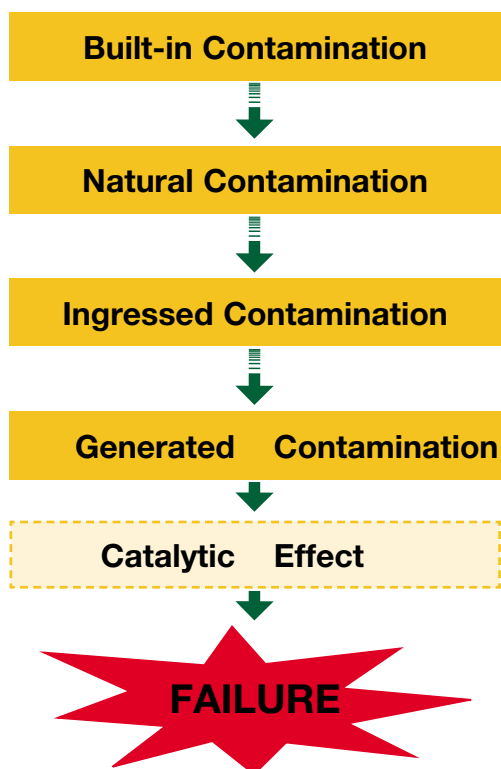 Built-in Contamination
Natural Contamination
Ingressed Contamination
Generated Contamination
Catalytic Effect
FAILURE